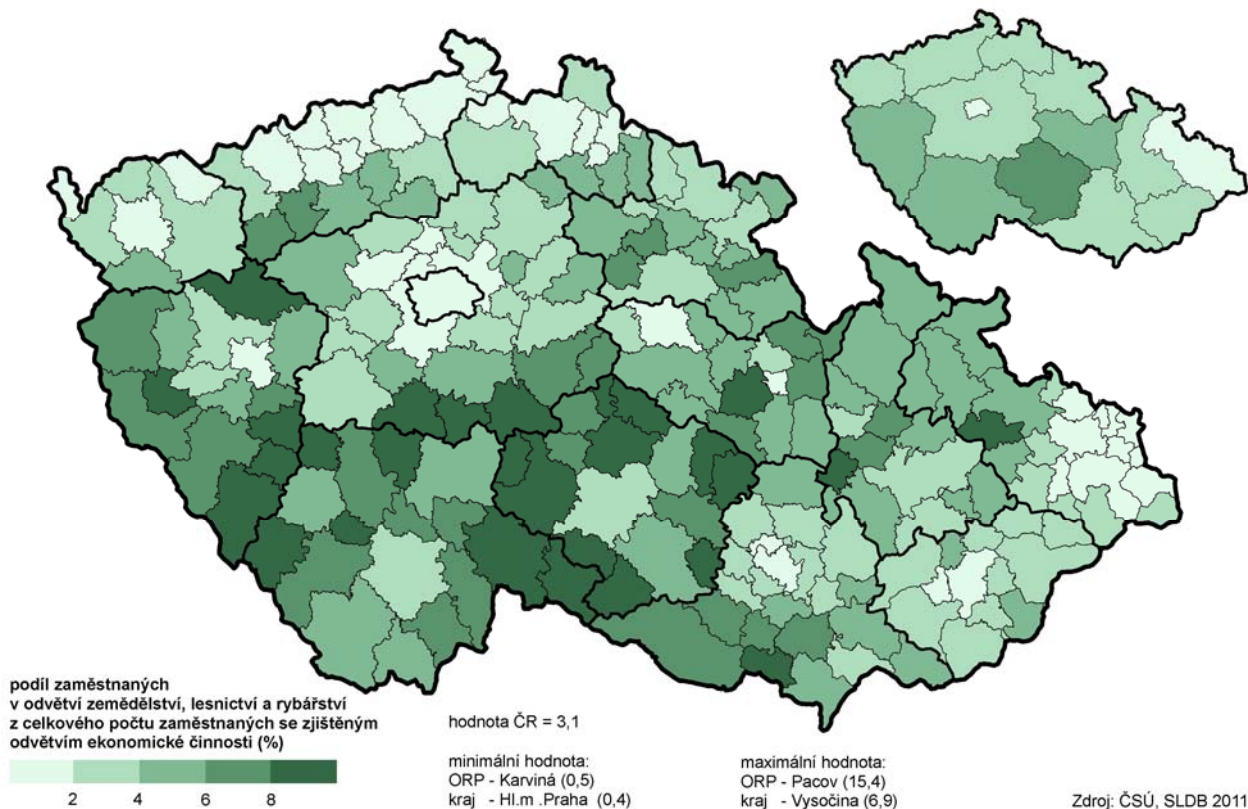 podíl zaměstnaných
v odvětví zemědělství, lesnictví a rybářství
z celkového počtu zaměstnaných se zjištěným
odvětvím ekonomické činnosti (%)
2 4 6 8
hodnota ČR = 3,1
minimální hodnota:
ORP - Karviná (0,5)
kraj - Hl.m .Praha (0,4)
maximální hodnota:
ORP - Pacov (15,4)
kraj - Vysočina (6,9)
Zdroj: ČSÚ, SLDB 2011